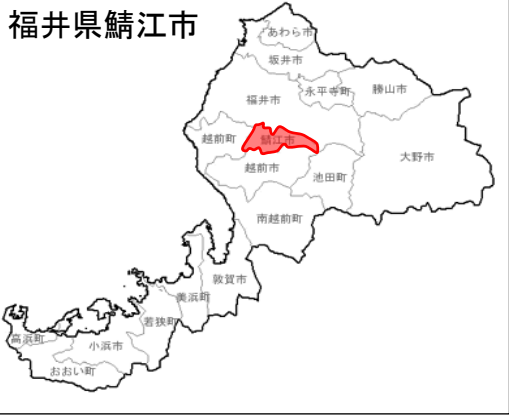 福井県鯖江市
あわら市
坂井市
福井市
永平寺町
勝山市
越前町
鯖江市
大野市
越前市
池田町
南越前町
敦賀市
美浜町
若狭町
高浜町
小浜市
おおい町